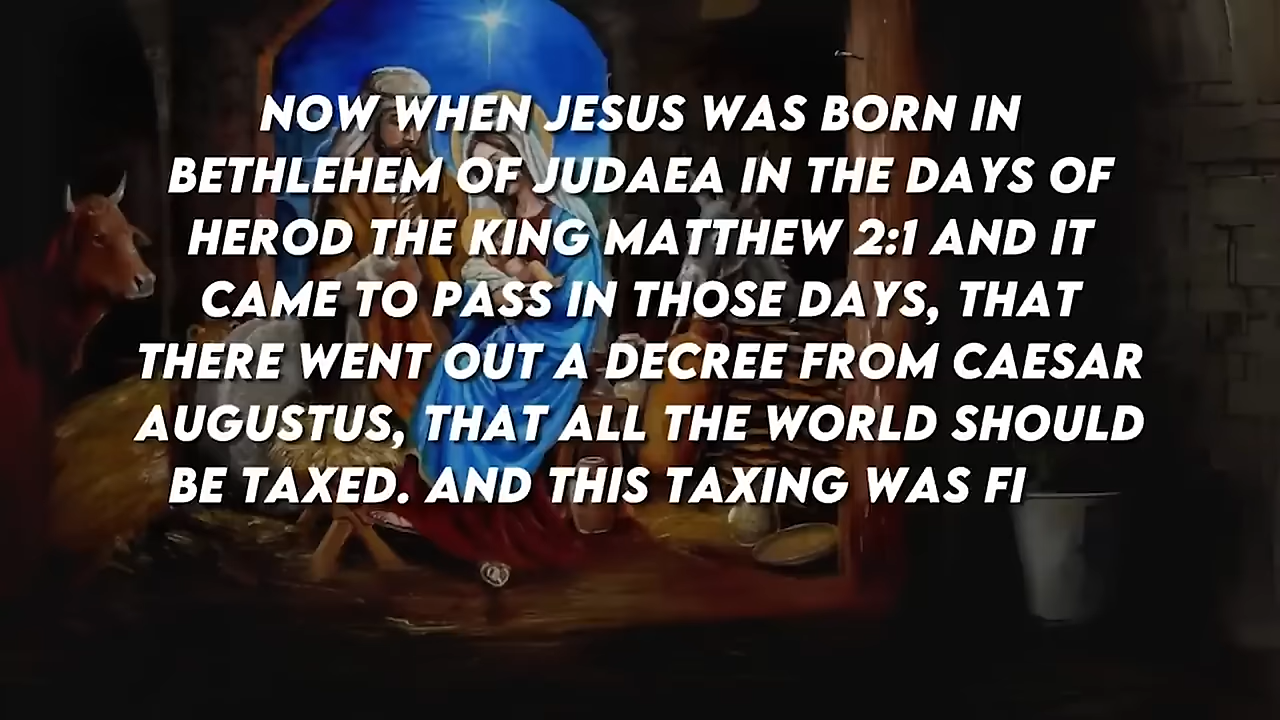 NOW WHEN JESUS WAS BORN IN
BETHLEHEM OF JUDAEA IN THE DAYS OF
HEROD THE KING MATTHEW 2:1 AND IT
CAME TO PASS IN THOSE DAYS, THAT
THERE WENT OUT A DECREE FROM CAESAR
AUGUSTUS, THAT ALL THE WORLD SHOULD
BE TAXED. AND THIS TAXING WAS FI